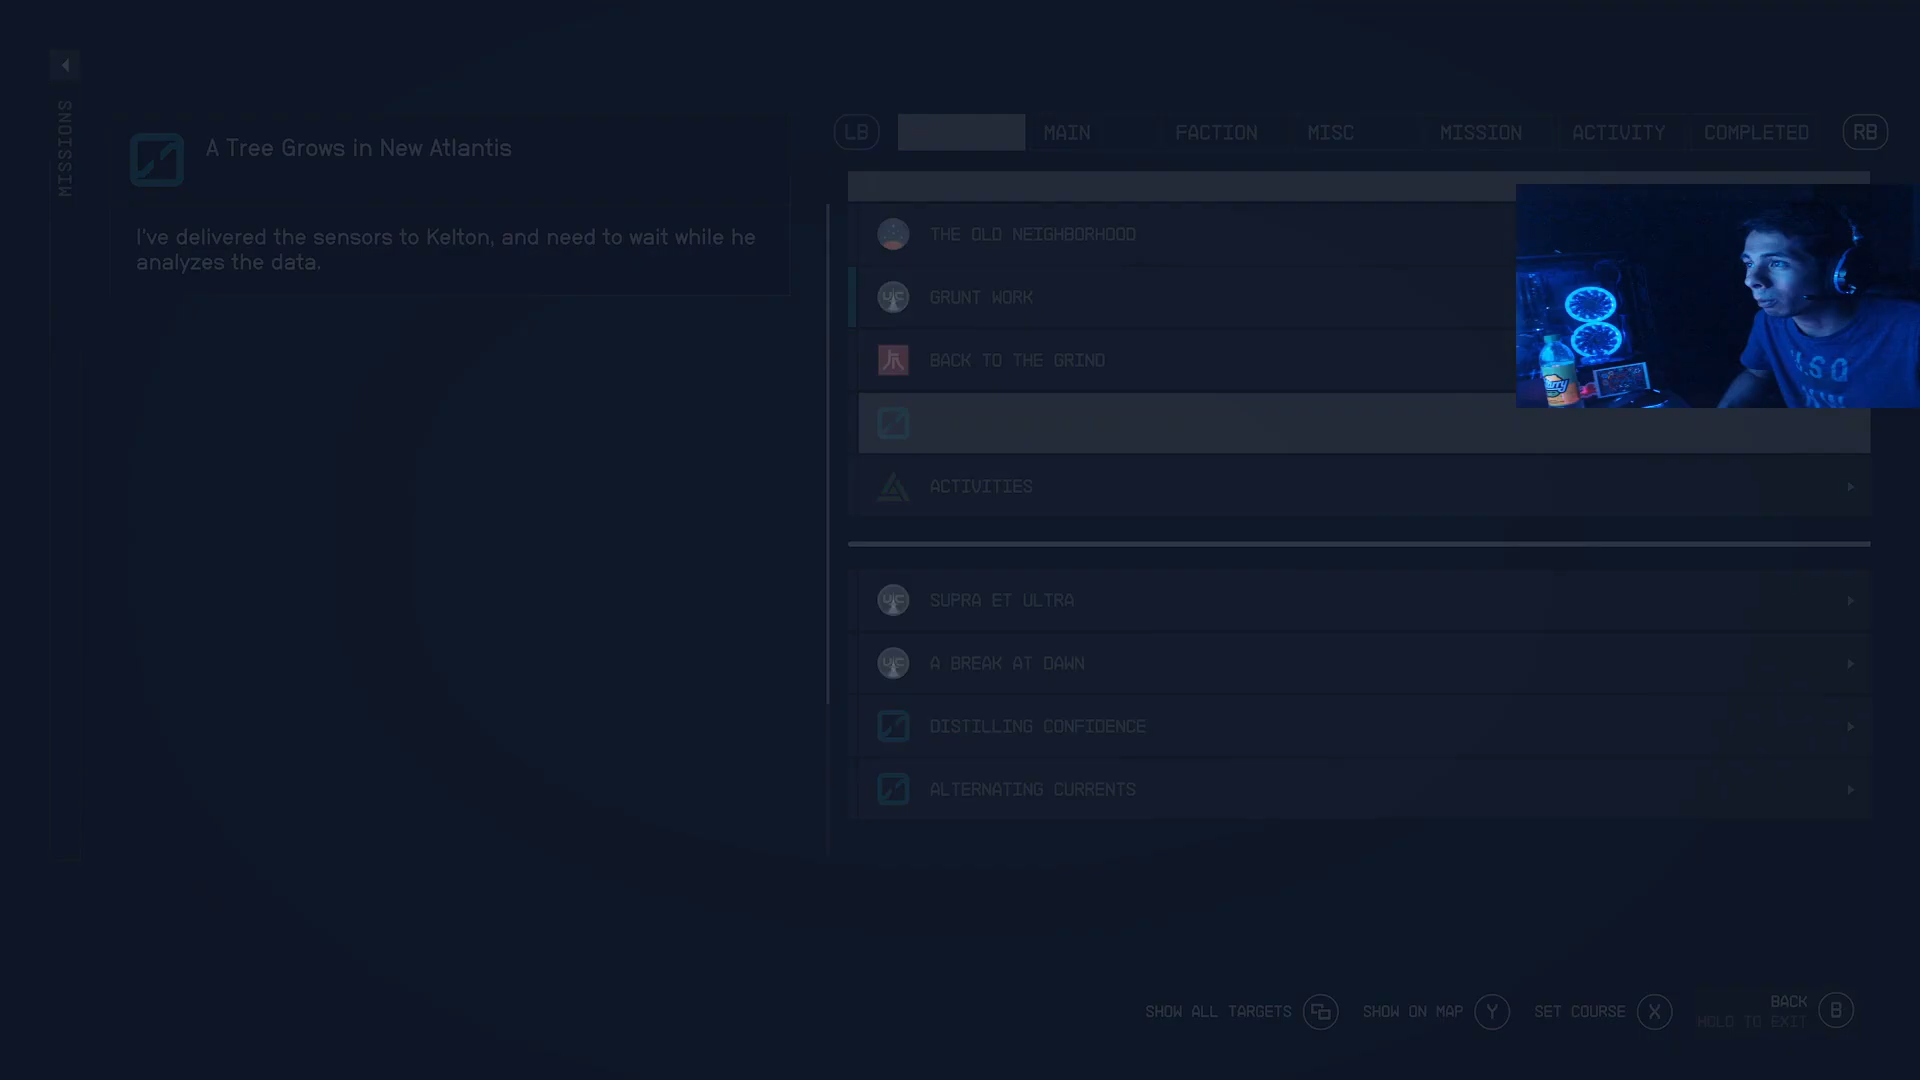 MISSIONS
A Tree Grows in New Atlantis
I've delivered the sensors to Kelton, and need to wait while he
analyzes the data.
LB MAIN FACTION MISC MISSION ACTIVITY COMPLETED RB
THE OLD NEIGHBORHOOD
UC GRUNT WORK
BACK TO THE GRIND
ACTIVITIES
UC SUPRA ET ULTRA
UC A BREAK AT DAWN
DISTILLING CONFIDENCE
ALTERNATING CURRENTS
SHOW ALL TARGETS SHOW ON MAP Y SET COURSE X BACK B
HOLD TO EXIT